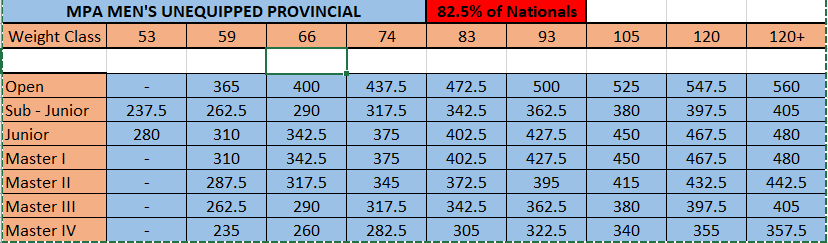 MPA MEN'S UNEQUIPPED PROVINCIAL 82.5% of Nationals
Weight Class 53 59 66 74 83 93 105 120 120+
Open - 365 400 437.5 472.5 500 525 547.5 560
Sub - Junior 237.5 262.5 290 317.5 342.5 362.5 380 397.5 405
Junior 280 310 342.5 375 402.5 427.5 450 467.5 480
Master I - 310 342.5 375 402.5 427.5 450 467.5 480
Master II - 287.5 317.5 345 372.5 395 415 432.5 442.5
Master III - 262.5 290 317.5 342.5 362.5 380 397.5 405
Master IV - 235 260 282.5 305 322.5 340 355 357.5